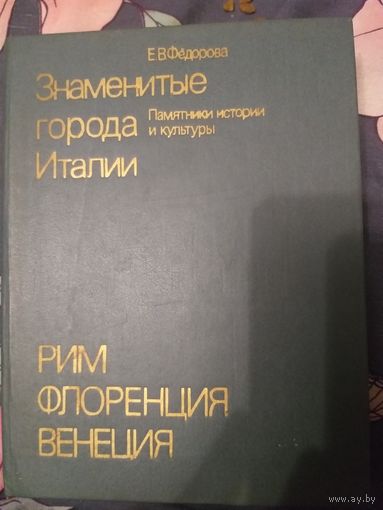 Е.В.Фёдорова
Знаменитые
города
Италии
Памятники истории
и культуры
РИМ
ФЛОРЕНЦИЯ
ВЕНЕЦИЯ
www.ay.by